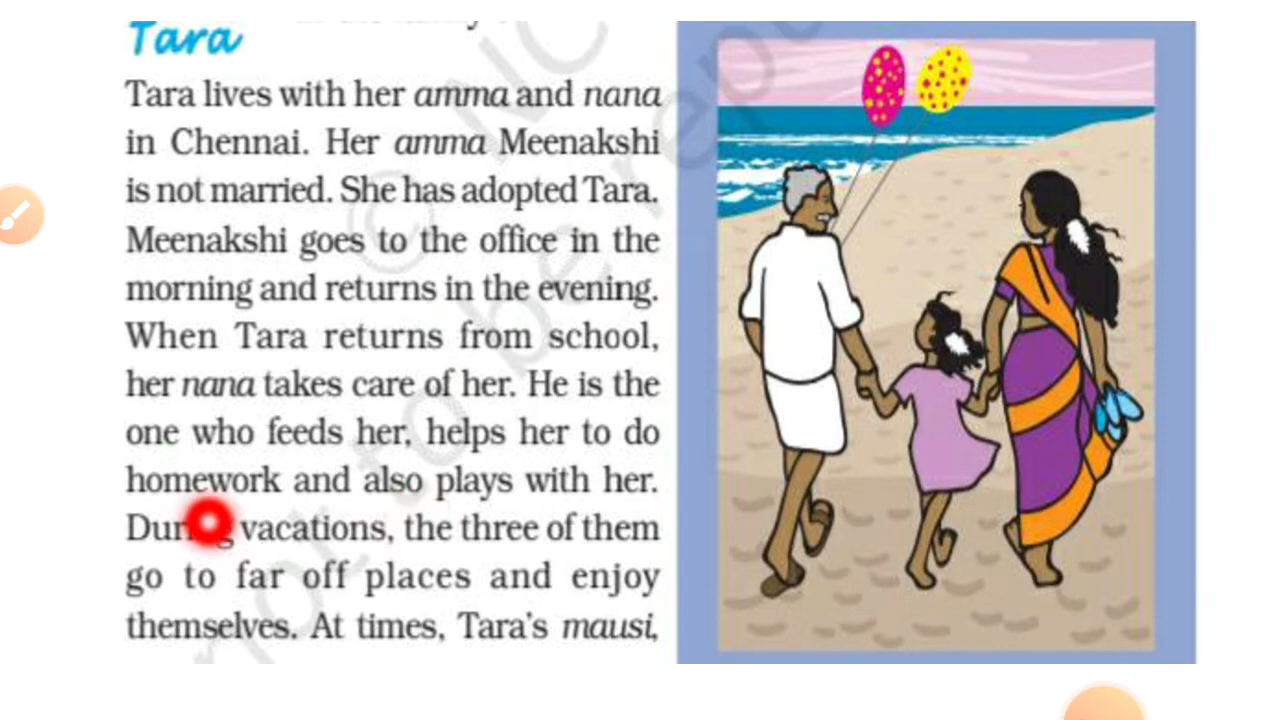 Tara
Tara lives with her amma and nana
in Chennai. Her amma Meenakshi
is not married. She has adopted Tara.
Meenakshi goes to the office in the
morning and returns in the evening.
When Tara returns from school,
her nana takes care of her. He is the
one who feeds her, helps her to do
homework and also plays with her.
During vacations, the three of them
go to far off places and enjoy
themselves. At times, Tara's mausi,